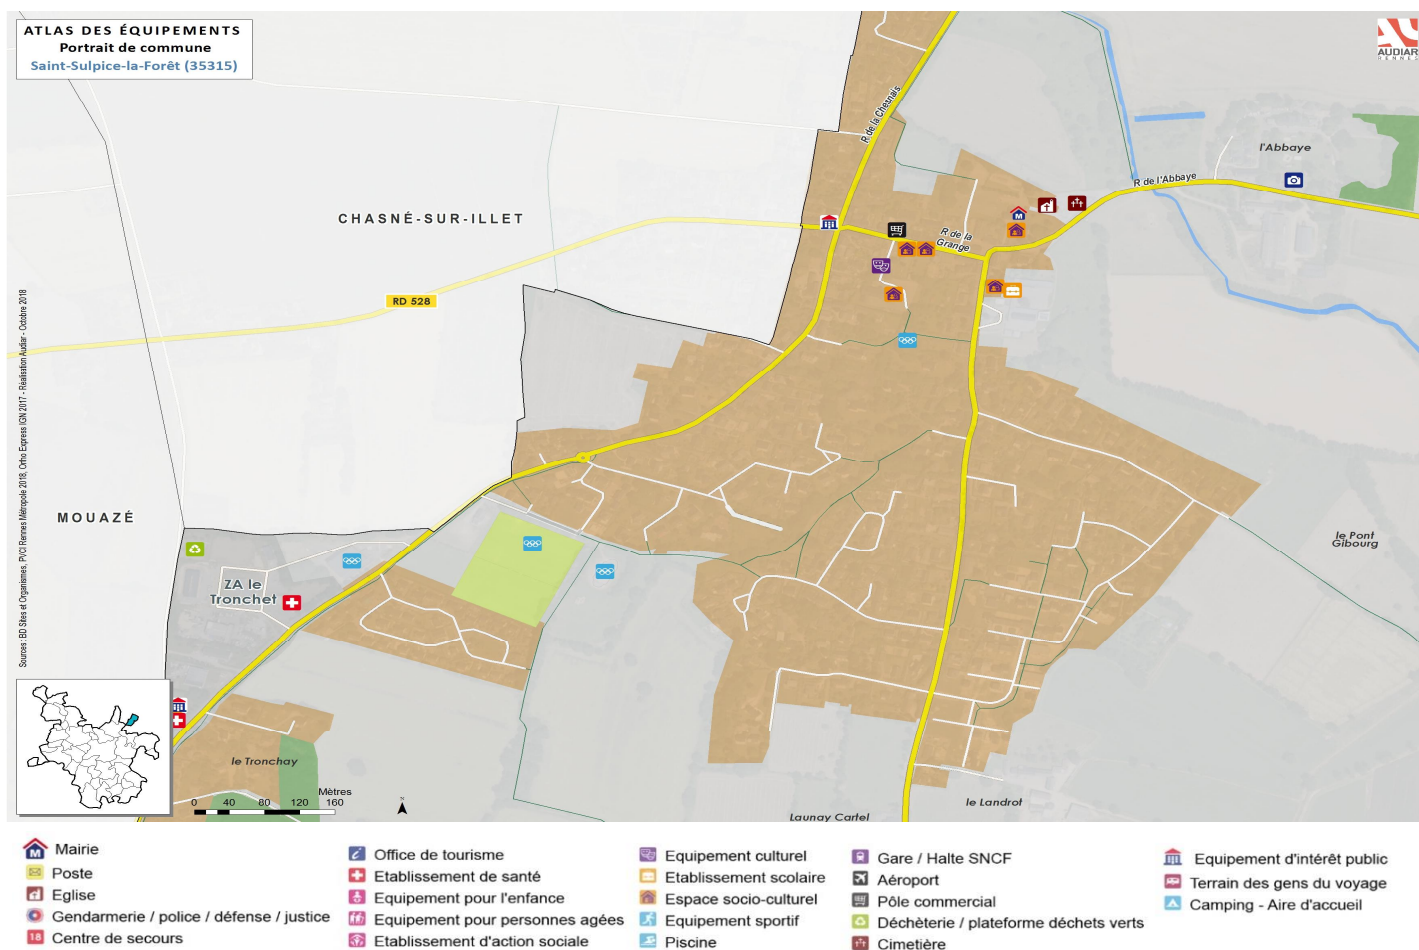 ATLAS DES ÉQUIPEMENTS
Portrait de commune
Saint-Sulpice-la-Forêt (35315)
AUDIAR
RENNES
R de la Chesnais
l'Abbaye
R de l'Abbaye
CHASNÉ-SUR-ILLET
M
R de la
Grange
RD 528
Sources : BD Sites et Organismes, PVCI Rennes Métropole 2018, Ortho Express IGN 2017 - Réalisation Audiar - Octobre 2018
MOUAZÉ
le Pont
Gibourg
ZA le
Tronchet
le Tronchay
Mètres
0 40 80 120 160
N
le Landrot
Launay Cartel
M Mairie
Poste
Eglise
Gendarmerie / police / défense / justice
18 Centre de secours
Office de tourisme
Etablissement de santé
Equipement pour l'enfance
Equipement pour personnes agées
Etablissement d'action sociale
Equipement culturel
Etablissement scolaire
Espace socio-culturel
Equipement sportif
Piscine
Gare / Halte SNCF
Aéroport
Pôle commercial
Déchèterie / plateforme déchets verts
Cimetière
Equipement d'intérêt public
Terrain des gens du voyage
Camping - Aire d'accueil